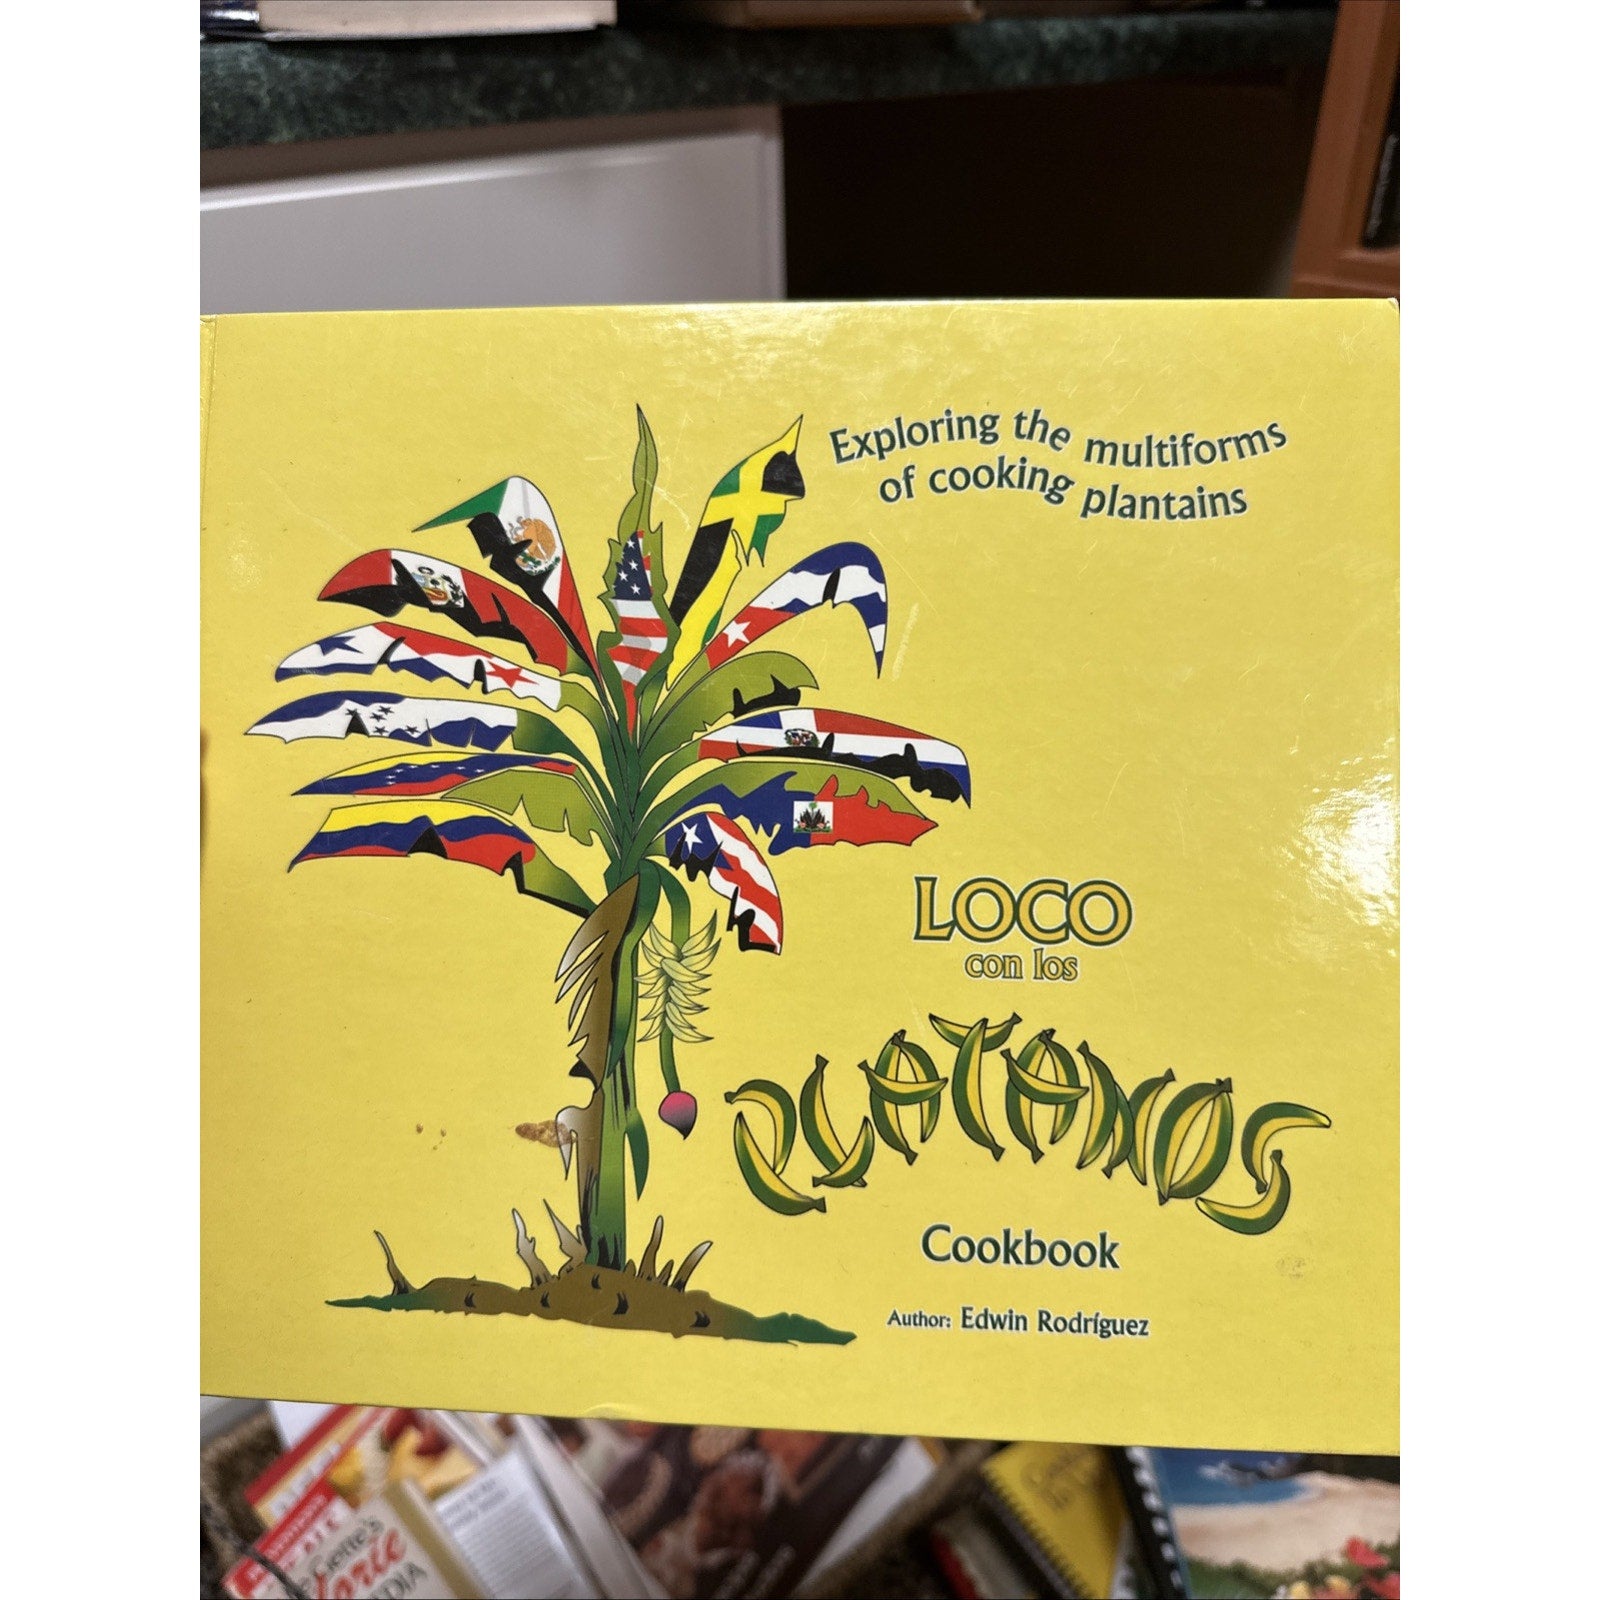 Exploring the multiforms
of cooking plantains
LOCO
con los
PLATANOS
Cookbook
Author: Edwin Rodríguez